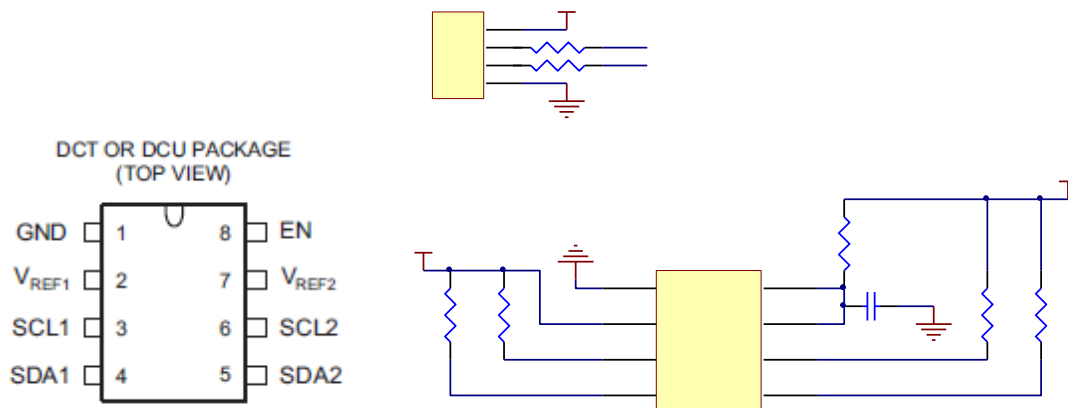 DCT OR DCU PACKAGE
(TOP VIEW)
GND 1 8 EN
VREF1 2 7 VREF2
SCL1 3 6 SCL2
SDA1 4 5 SDA2